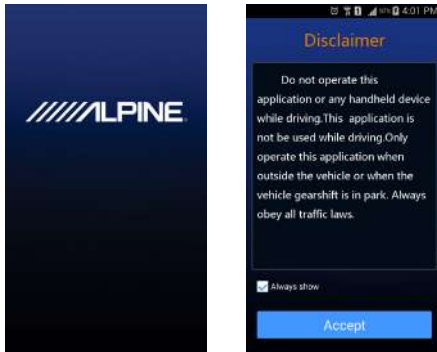 ALPINE
4:01 PM
Disclaimer
Do not operate this
application or any handheld device
while driving.This application is
not be used while driving.Only
operate this application when
outside the vehicle or when the
vehicle gearshift is in park. Always
obey all traffic laws.
Always show
Accept